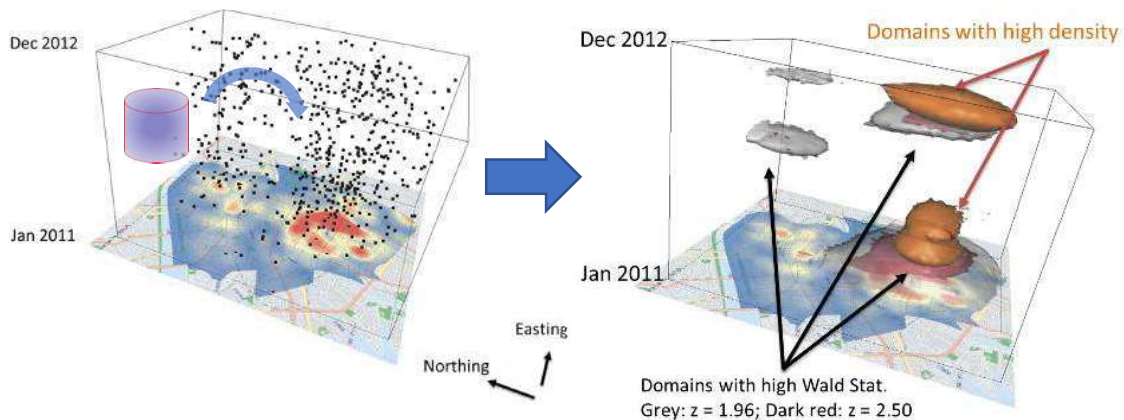 Dec 2012
Jan 2011
Easting
Northing
Dec 2012
Domains with high density
Jan 2011
Domains with high Wald Stat.
Grey: z = 1.96; Dark red: z = 2.50